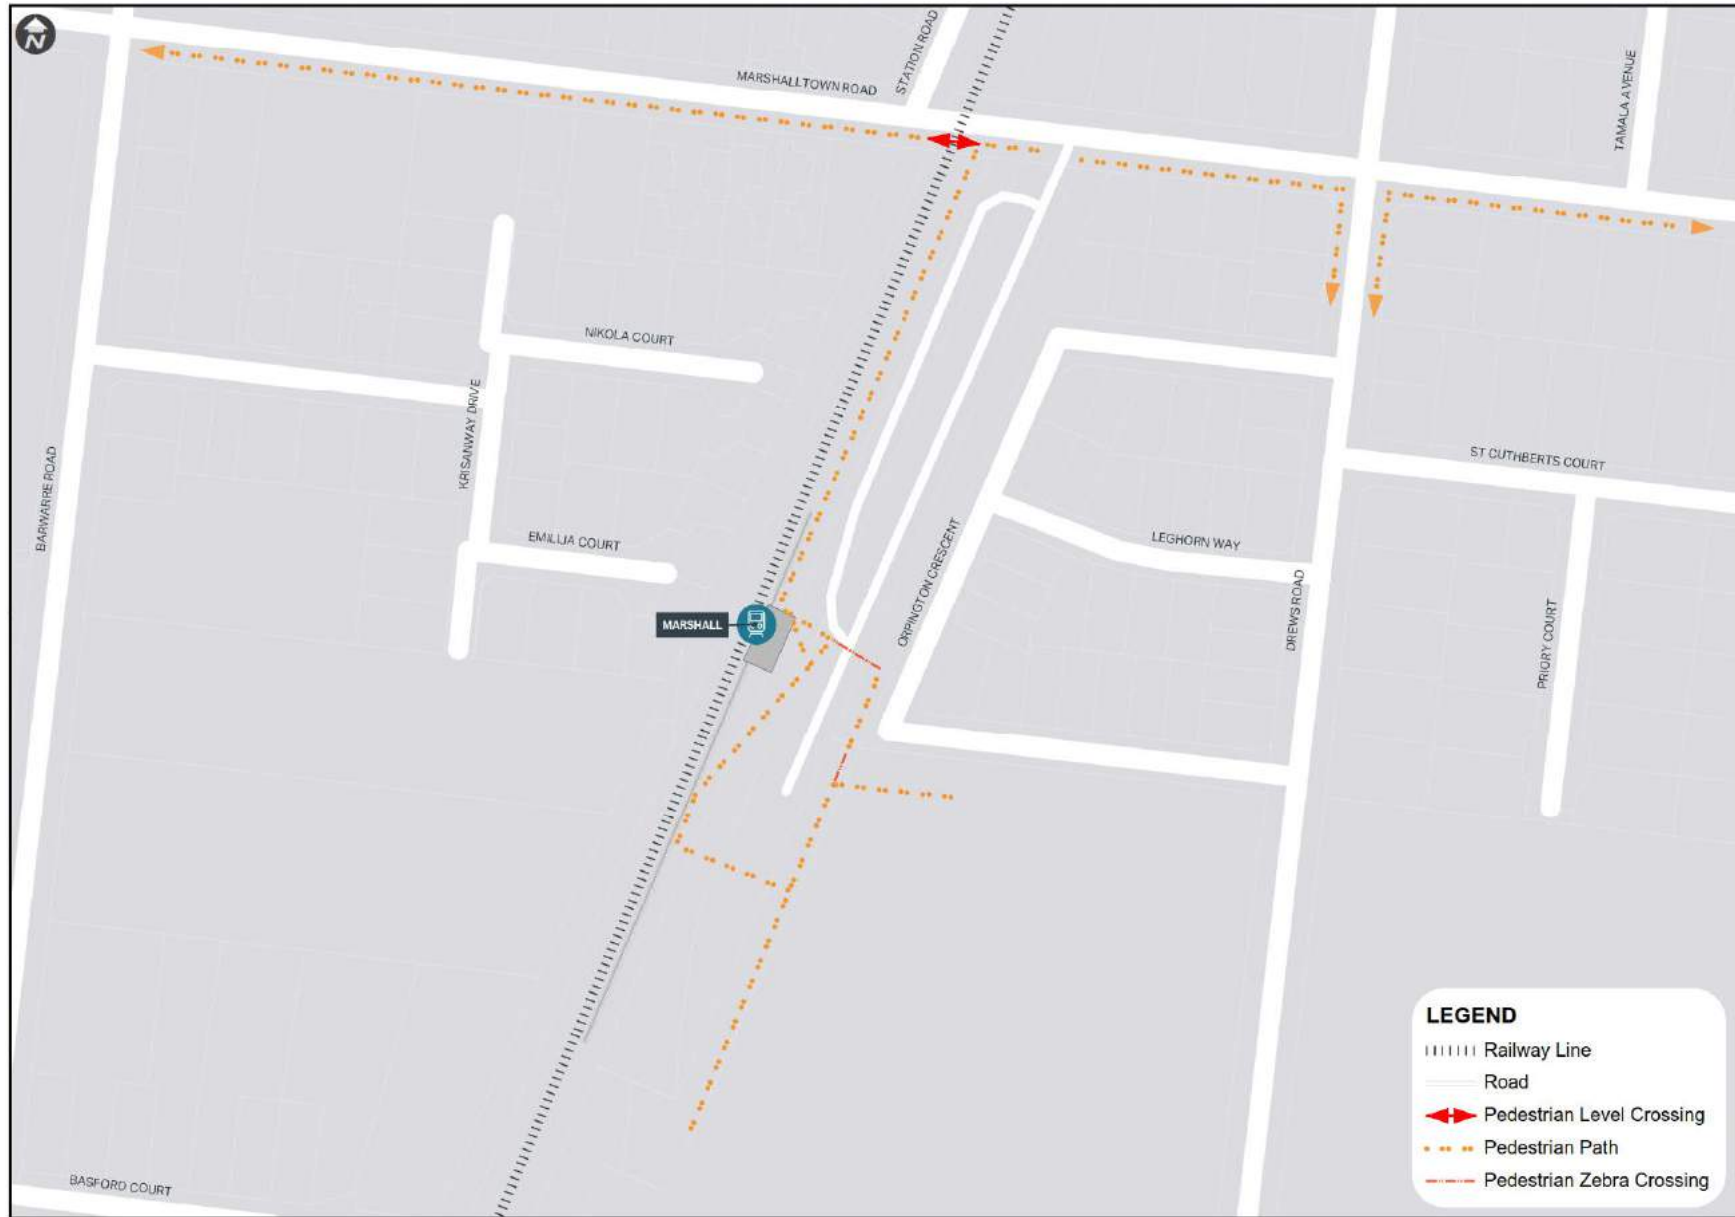 N
STATION ROAD
MARSHALLTOWN ROAD
TAMALA AVENUE
NIKOLA COURT
KRISANWAY DRIVE
BARWARRE ROAD
EMILIJA COURT
MARSHALL
ORPINGTON CRESCENT
LEGHORN WAY
ST CUTHBERTS COURT
DREWS ROAD
PRIORY COURT
BASFORD COURT
LEGEND
Railway Line
Road
Pedestrian Level Crossing
Pedestrian Path
Pedestrian Zebra Crossing